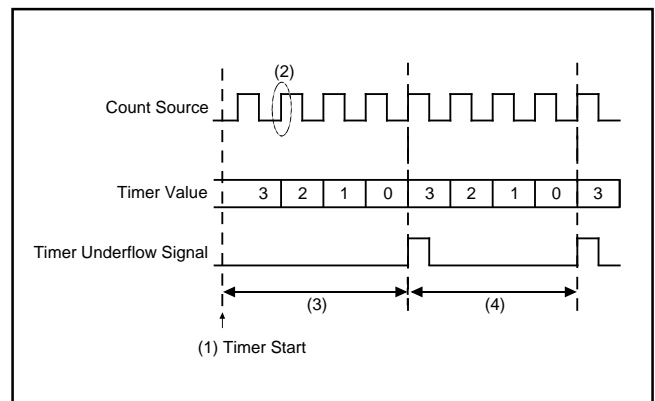 (2)
Count Source
Timer Value 3 2 1 0 3 2 1 0 3
Timer Underflow Signal
(3) (4)
(1) Timer Start